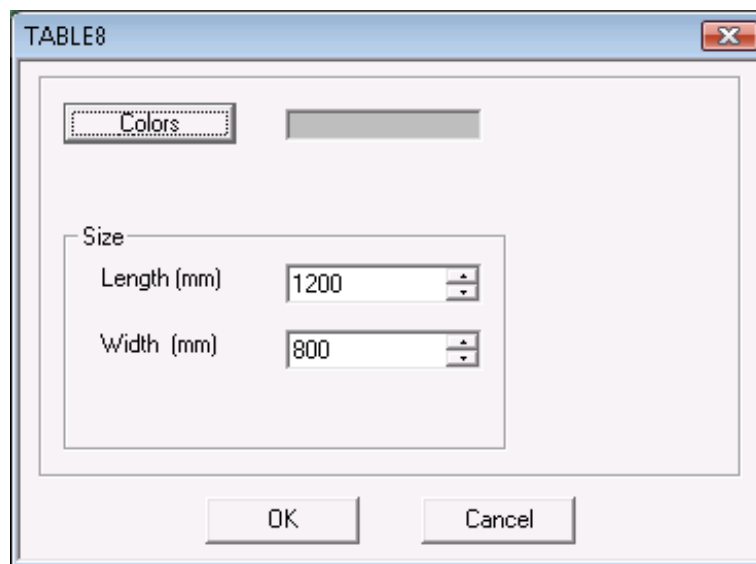 TABLE8
Colors
Size
Length (mm)
1200
Width (mm)
800
OK
Cancel